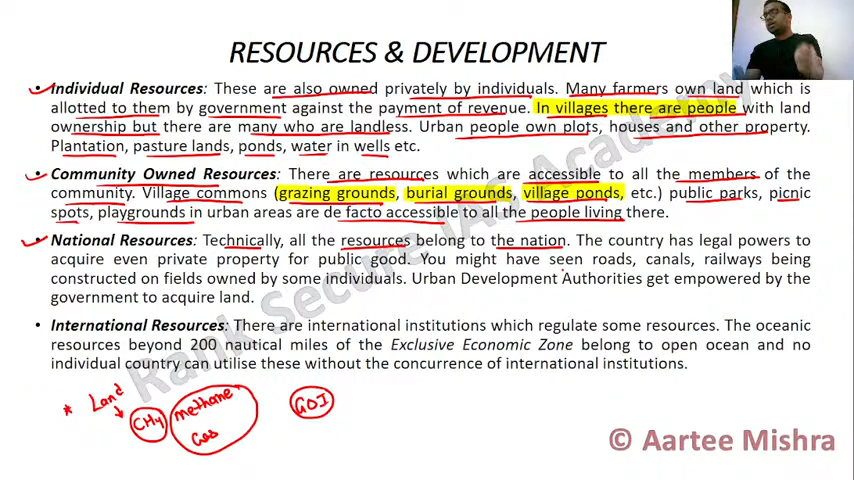 RESOURCES & DEVELOPMENT
• Individual Resources: These are also owned privately by individuals. Many farmers own land which is
allotted to them by government against the payment of revenue. In villages there are people with land
ownership but there are many who are landless. Urban people own plots, houses and other property.
Plantation, pasture lands, ponds, water in wells etc.
• Community Owned Resources: There are resources which are accessible to all the members of the
community. Village commons (grazing grounds, burial grounds, village ponds, etc.) public parks, picnic
spots, playgrounds in urban areas are de facto accessible to all the people living there.
• National Resources: Technically, all the resources belong to the nation. The country has legal powers to
acquire even private property for public good. You might have seen roads, canals, railways being
constructed on fields owned by some individuals. Urban Development Authorities get empowered by the
government to acquire land.
• International Resources: There are international institutions which regulate some resources. The oceanic
resources beyond 200 nautical miles of the Exclusive Economic Zone belong to open ocean and no
individual country can utilise these without the concurrence of international institutions.
* Land
CH4
methane
Gas
GOI
Rank Secure IAS Academy
© Aartee Mishra